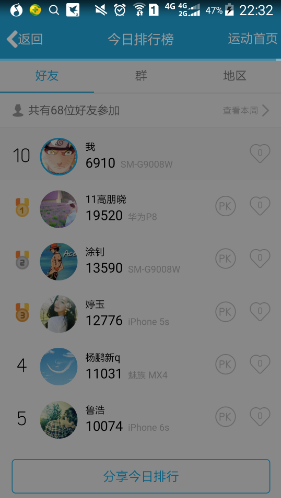 4G 4G 2G 47% 22:32
返回 今日排行榜 运动首页
好友 群 地区
共有68位好友参加 查看本周
10 我
6910 SM-G9008W 0
1 11高朋晓
19520 华为P8 PK 0
2 涂钊
13590 SM-G9008W PK 0
3 婷玉
12776 iPhone 5s PK 0
4 杨鹅新q
11031 魅族 MX4 PK 0
5 鲁浩
10074 iPhone 6s PK 0
分享今日排行